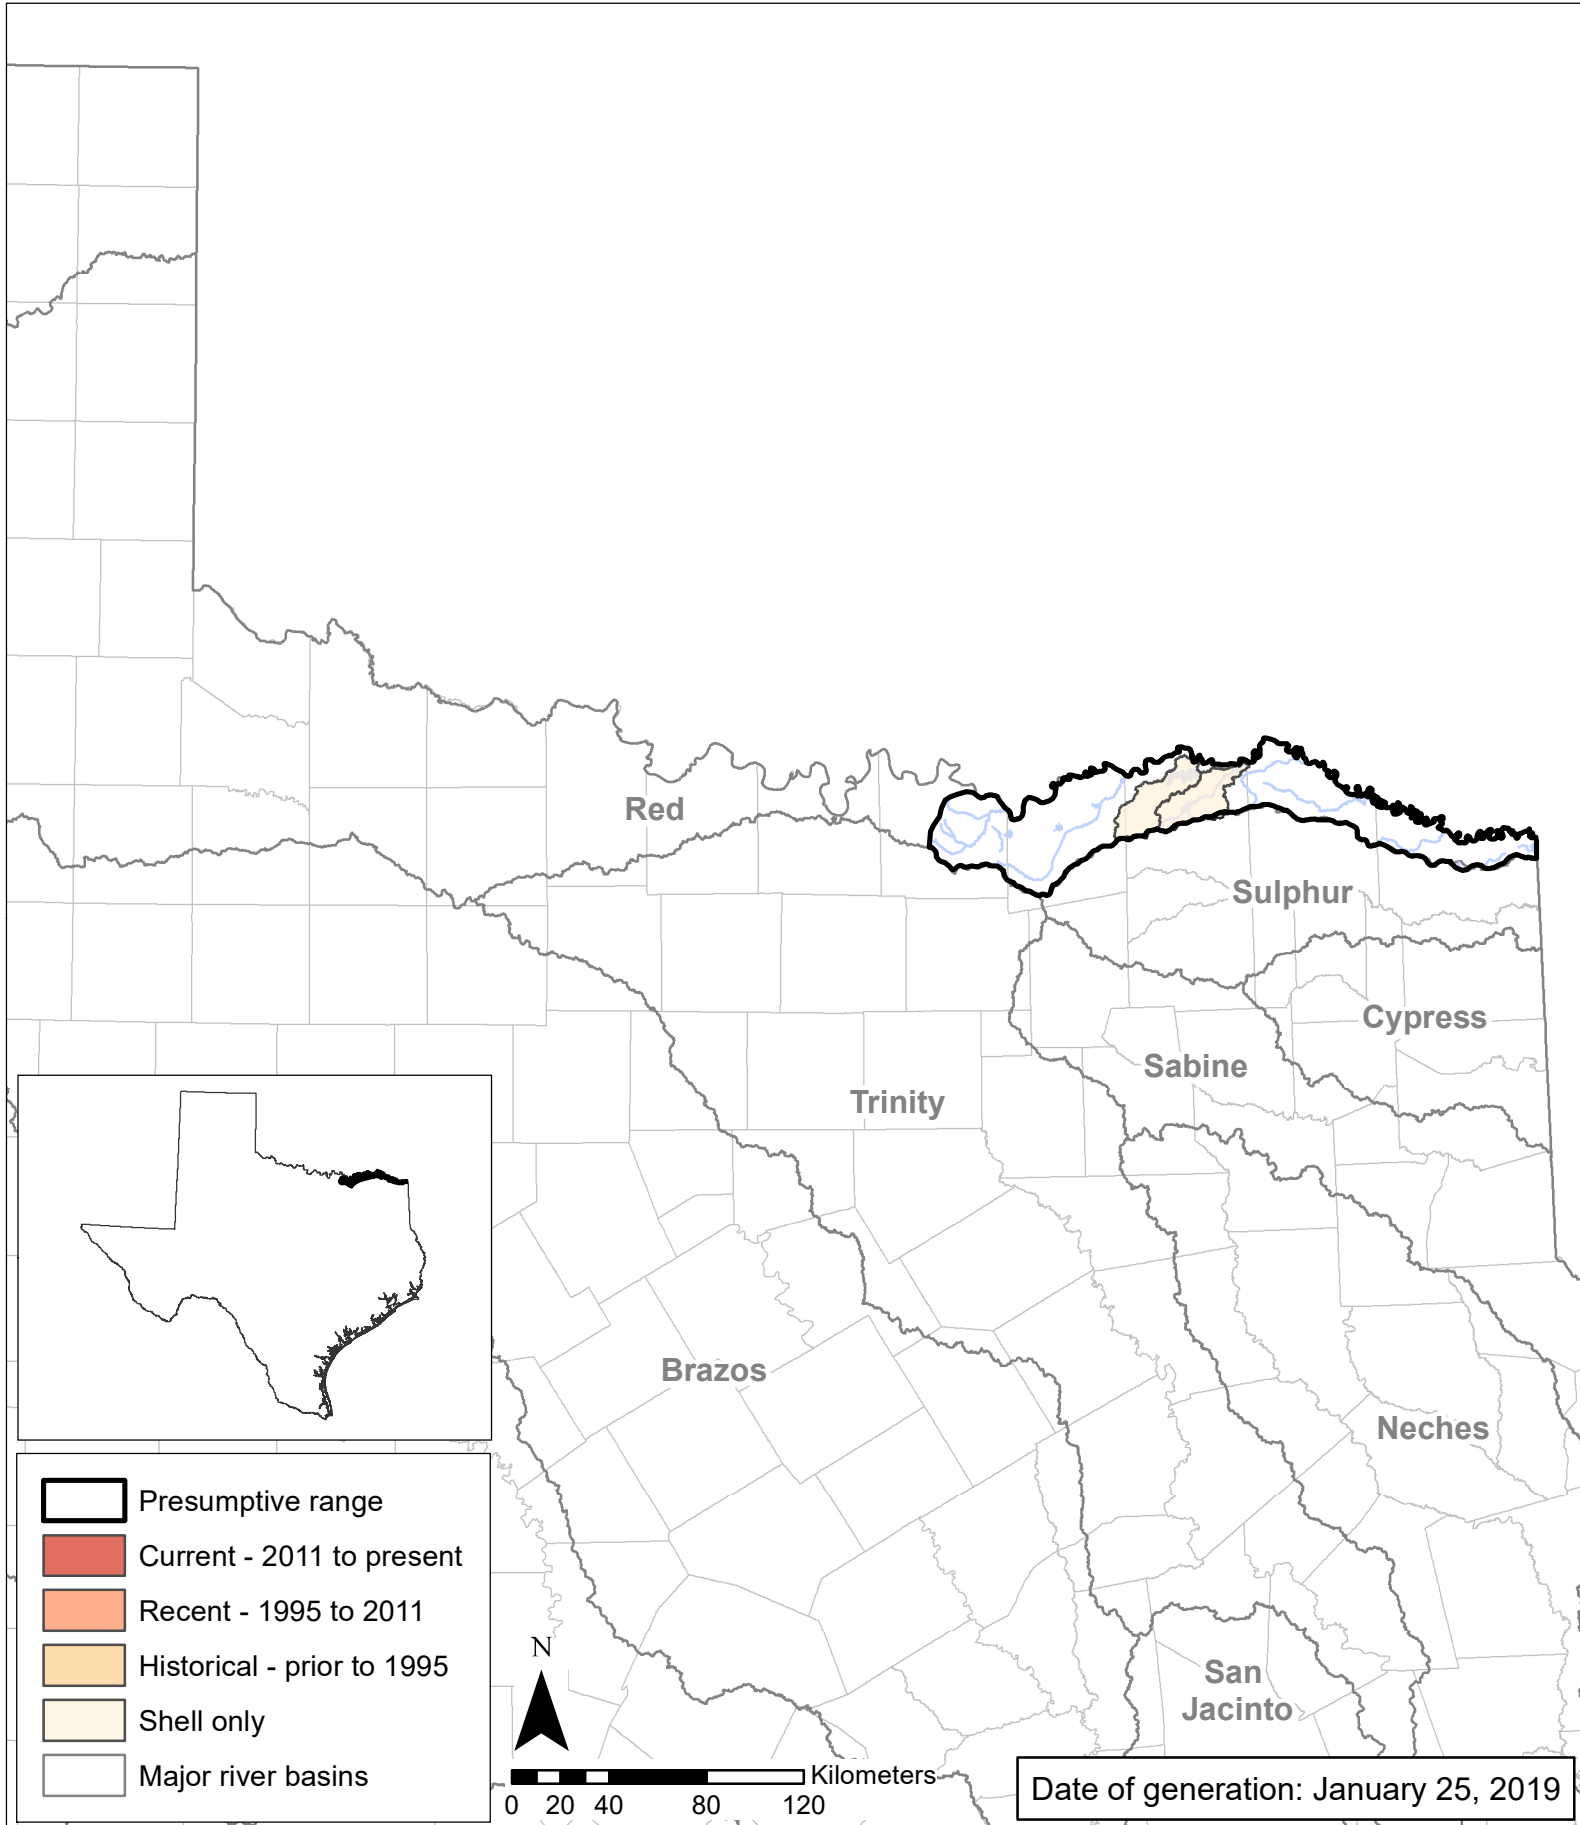 Red
Sulphur
Cypress
Sabine
Trinity
Brazos
Neches
San
Jacinto
Presumptive range
Current - 2011 to present
Recent - 1995 to 2011
Historical - prior to 1995
Shell only
Major river basins
N
Kilometers
0 20 40 80 120
Date of generation: January 25, 2019